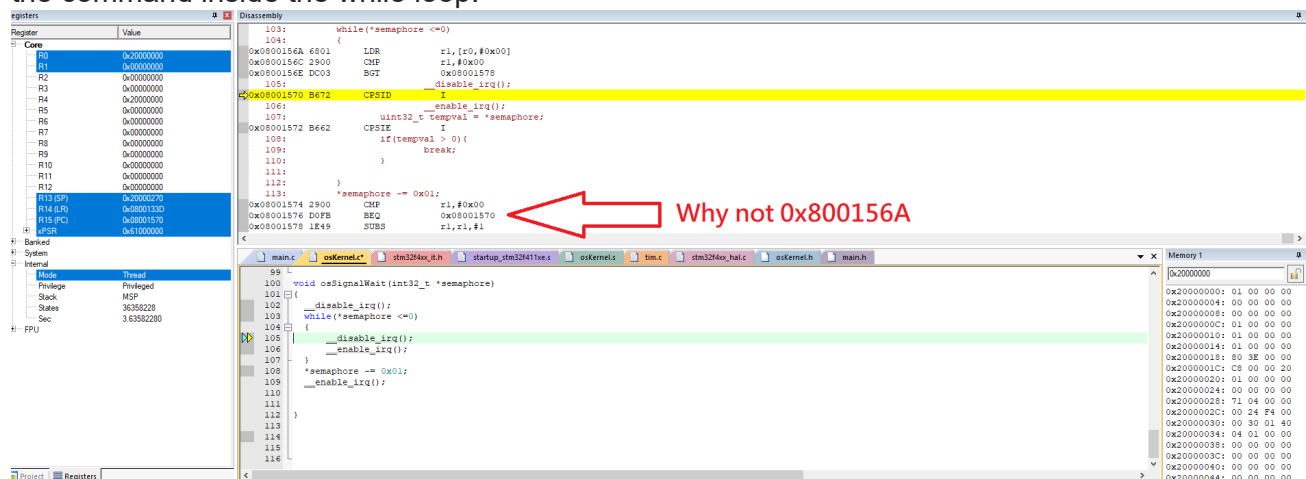 the command inside the while loop.
egisters
Disassembly
Register Value
Core
R0 0x20000000
R1 0x00000000
R2 0x00000000
R3 0x00000000
R4 0x20000000
R5 0x00000000
R6 0x00000000
R7 0x00000000
R8 0x00000000
R9 0x00000000
R10 0x00000000
R11 0x00000000
R12 0x00000000
R13 (SP) 0x20000270
R14 (LR) 0x0800133D
R15 (PC) 0x08001570
xPSR 0x61000000
Banked
System
Internal
Mode Thread
Privilege Privileged
Stack MSP
States 36358228
Sec 3.63582280
FPU
Project Registers
103: while(*semaphore <=0)
104: {
0x0800156A 6801 LDR r1,[r0,#0x00]
0x0800156C 2900 CMP r1,#0x00
0x0800156E DC03 BGT 0x08001578
105: __disable_irq();
0x08001570 B672 CPSID I
106: __enable_irq();
107: uint32_t tempval = *semaphore;
0x08001572 B662 CPSIE I
108: if(tempval > 0){
109: break;
110: }
111:
112: }
113: *semaphore -= 0x01;
0x08001574 2900 CMP r1,#0x00
0x08001576 D0FB BEQ 0x08001570
0x08001578 1E49 SUBS r1,r1,#1
Why not 0x800156A
main.c osKernel.c* stm32f4xx_it.h startup_stm32f411xe.s osKernel.s tim.c stm32f4xx_hal.c osKernel.h main.h
99
100 void osSignalWait(int32_t *semaphore)
101 {
102 __disable_irq();
103 while(*semaphore <=0)
104 {
105 __disable_irq();
106 __enable_irq();
107 }
108 *semaphore -= 0x01;
109 __enable_irq();
110
111
112 }
113
114
115
116
Memory 1
0x20000000
0x20000000: 01 00 00 00
0x20000004: 00 00 00 00
0x20000008: 00 00 00 00
0x2000000C: 01 00 00 00
0x20000010: 01 00 00 00
0x20000014: 01 00 00 00
0x20000018: 80 3E 00 00
0x2000001C: C8 00 00 20
0x20000020: 01 00 00 00
0x20000024: 00 00 00 00
0x20000028: 71 04 00 00
0x2000002C: 00 24 F4 00
0x20000030: 00 30 01 40
0x20000034: 04 01 00 00
0x20000038: 00 00 00 00
0x2000003C: 00 00 00 00
0x20000040: 00 00 00 00
0x20000044: 00 00 00 00